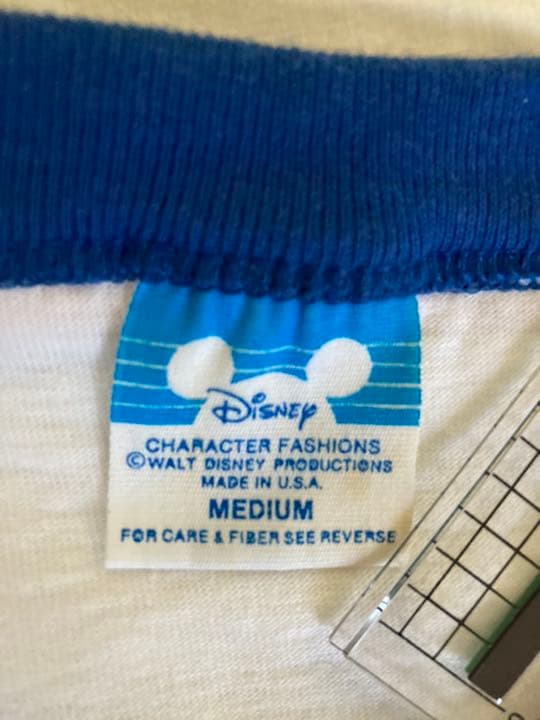 Disney
CHARACTER FASHIONS
©WALT DISNEY PRODUCTIONS
MADE IN U.S.A.
MEDIUM
FOR CARE & FIBER SEE REVERSE